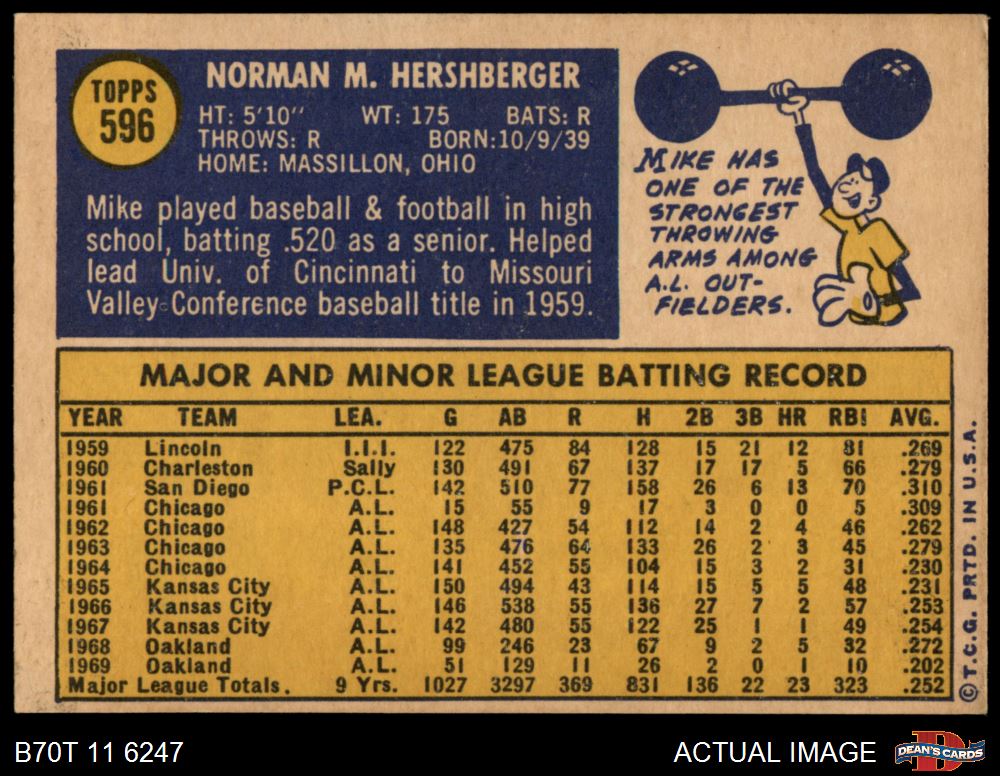 TOPPS
596
NORMAN M. HERSHBERGER
HT: 5'10" WT: 175 BATS: R
THROWS: R BORN: 10/9/39
HOME: MASSILLON, OHIO
Mike played baseball & football in high
school, batting .520 as a senior. Helped
lead Univ. of Cincinnati to Missouri
Valley Conference baseball title in 1959.
MIKE HAS
ONE OF THE
STRONGEST
THROWING
ARMS AMONG
A.L. OUT-
FIELDERS.
MAJOR AND MINOR LEAGUE BATTING RECORD
YEAR TEAM LEA. G AB R H 2B 3B HR RBI AVG.
1959 Lincoln I.I.I. 122 475 84 128 15 21 12 81 .269
1960 Charleston Sally 130 491 67 137 17 17 5 66 .279
1961 San Diego P.C.L. 142 510 77 158 26 6 13 70 .310
1961 Chicago A.L. 15 55 9 17 3 0 0 5 .309
1962 Chicago A.L. 148 427 54 112 14 2 4 46 .262
1963 Chicago A.L. 135 476 64 133 26 2 3 45 .279
1964 Chicago A.L. 141 452 55 104 15 3 2 31 .230
1965 Kansas City A.L. 150 494 43 114 15 5 5 48 .231
1966 Kansas City A.L. 146 538 55 136 27 7 2 57 .253
1967 Kansas City A.L. 142 480 55 122 25 1 1 49 .254
1968 Oakland A.L. 99 246 23 67 9 2 5 32 .272
1969 Oakland A.L. 51 129 11 26 2 0 1 10 .202
Major League Totals. 9 Yrs. 1027 3297 369 831 136 22 23 323 .252
© T.C.G. PRTD. IN U.S.A.
B70T 11 6247
ACTUAL IMAGE
DEAN'S CARDS